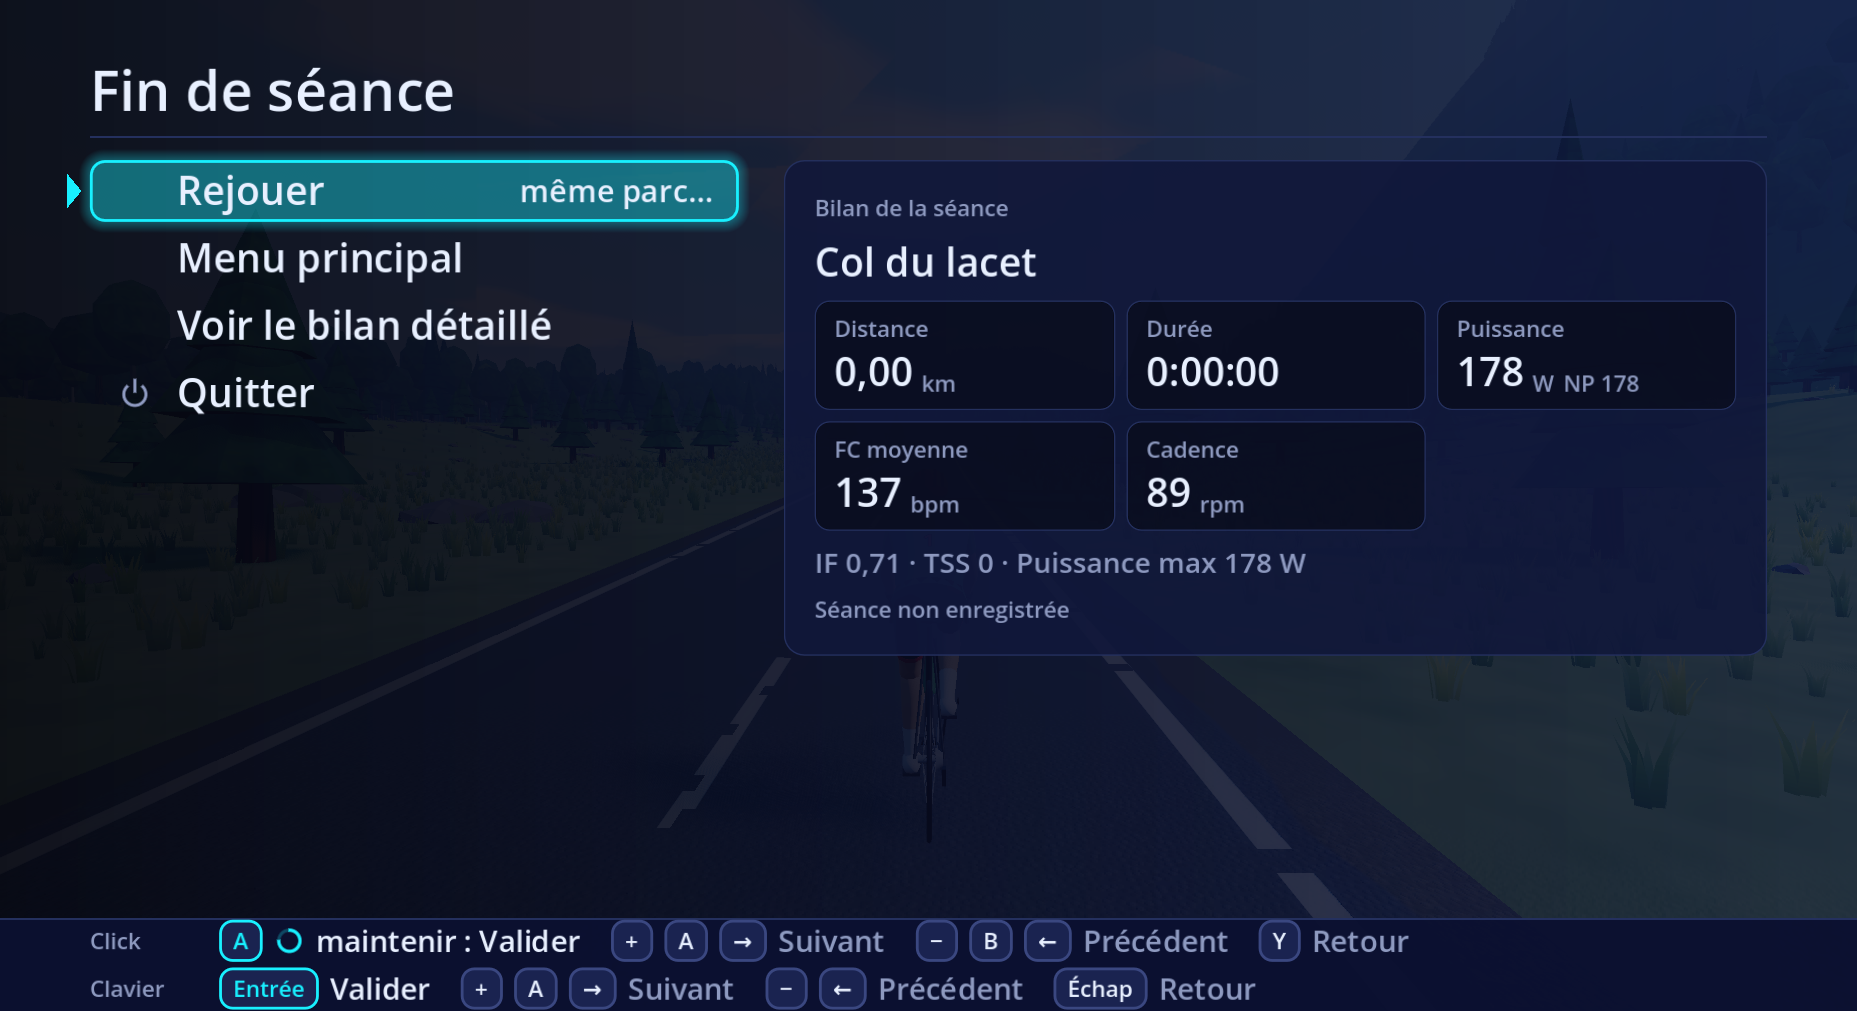 Fin de séance
Rejouer même parc...
Menu principal
Voir le bilan détaillé
Quitter
Bilan de la séance
Col du lacet
Distance
0,00 km
Durée
0:00:00
Puissance
178 W NP 178
FC moyenne
137 bpm
Cadence
89 rpm
IF 0,71 · TSS 0 · Puissance max 178 W
Séance non enregistrée
Click A maintenir : Valider + A → Suivant − B ← Précédent Y Retour
Clavier Entrée Valider + A → Suivant − ← Précédent Échap Retour